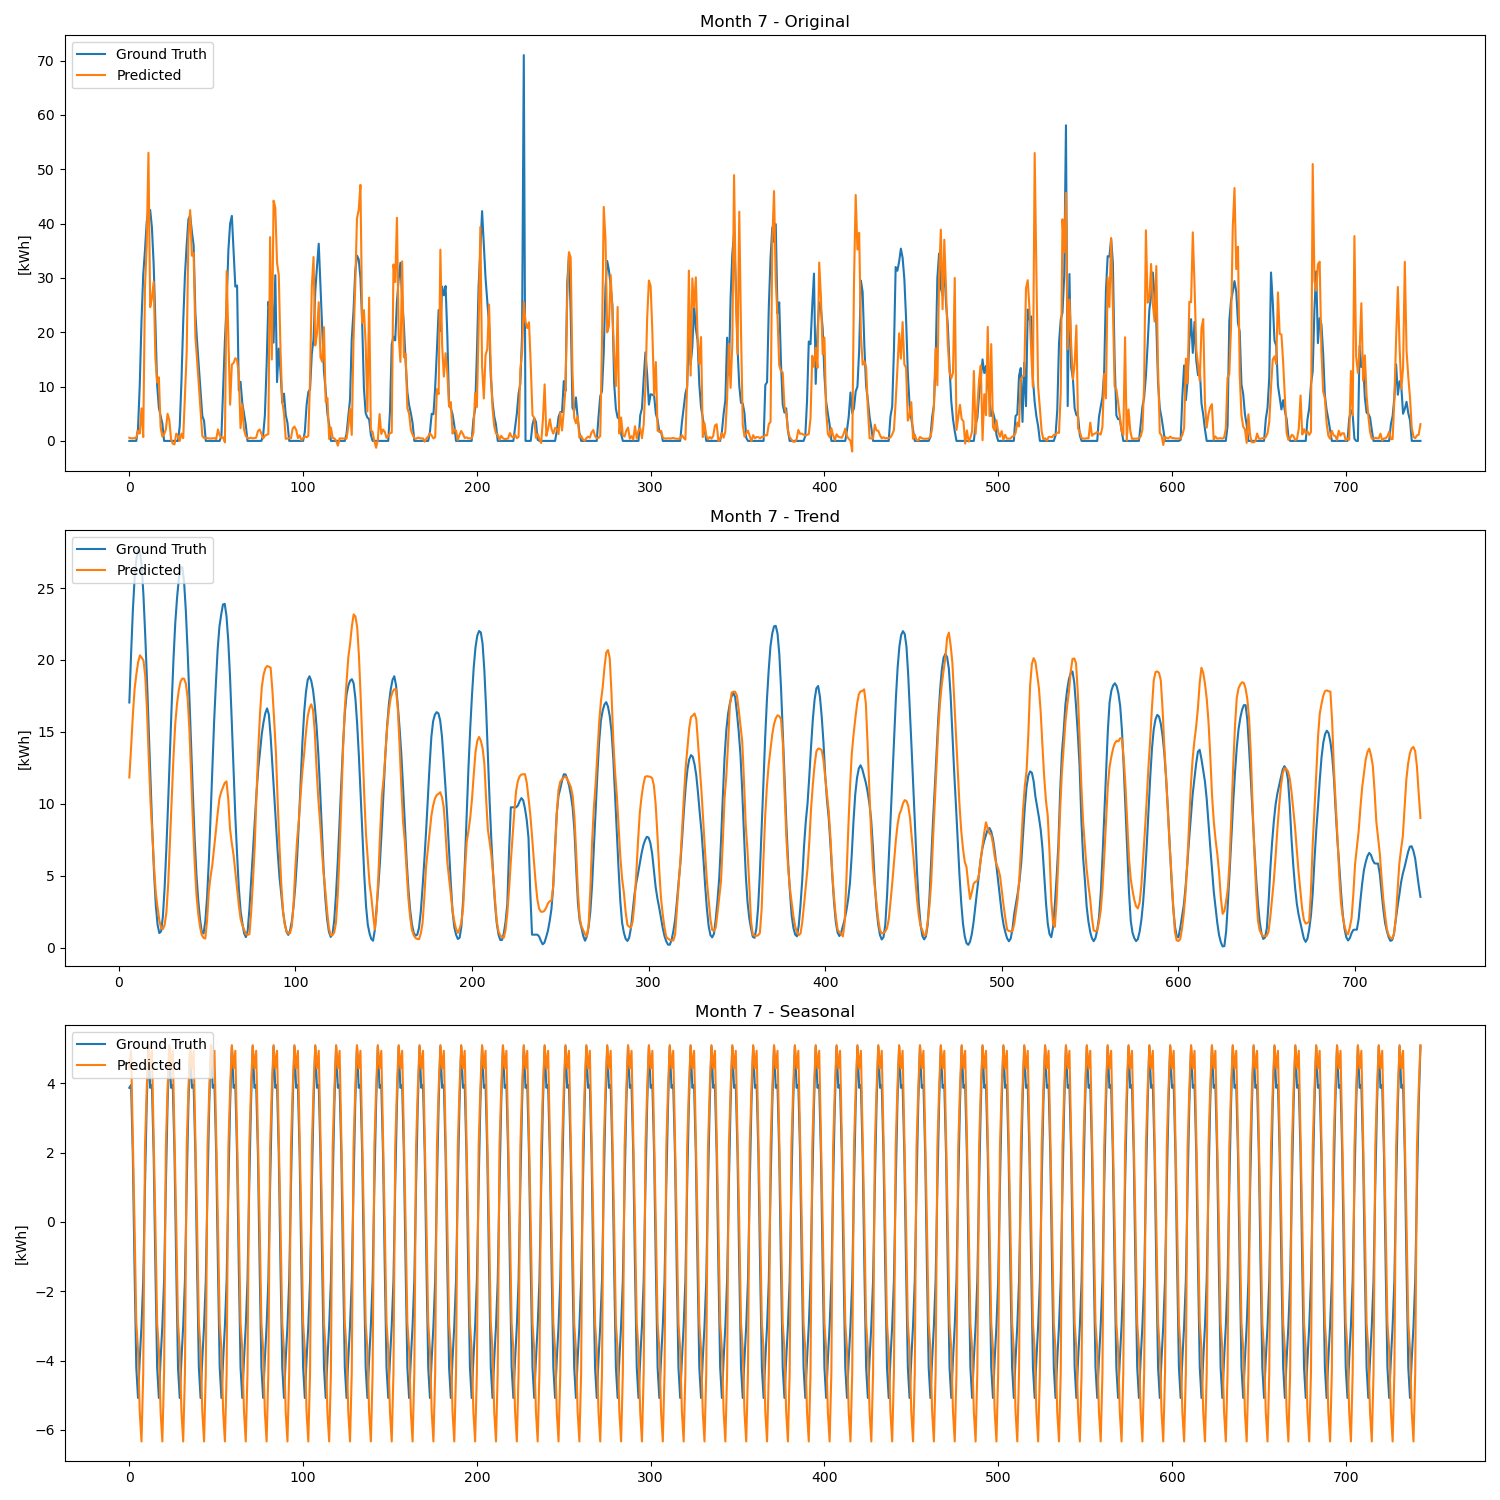 Month 7 - Original
Ground Truth
Predicted
[kWh]
70
60
50
40
30
20
10
0
0 100 200 300 400 500 600 700
Month 7 - Trend
Ground Truth
Predicted
[kWh]
25
20
15
10
5
0
0 100 200 300 400 500 600 700
Month 7 - Seasonal
Ground Truth
Predicted
[kWh]
4
2
0
−2
−4
−6
0 100 200 300 400 500 600 700